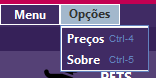 Menu Opções
Preços Ctrl-4
Sobre Ctrl-5
PETS